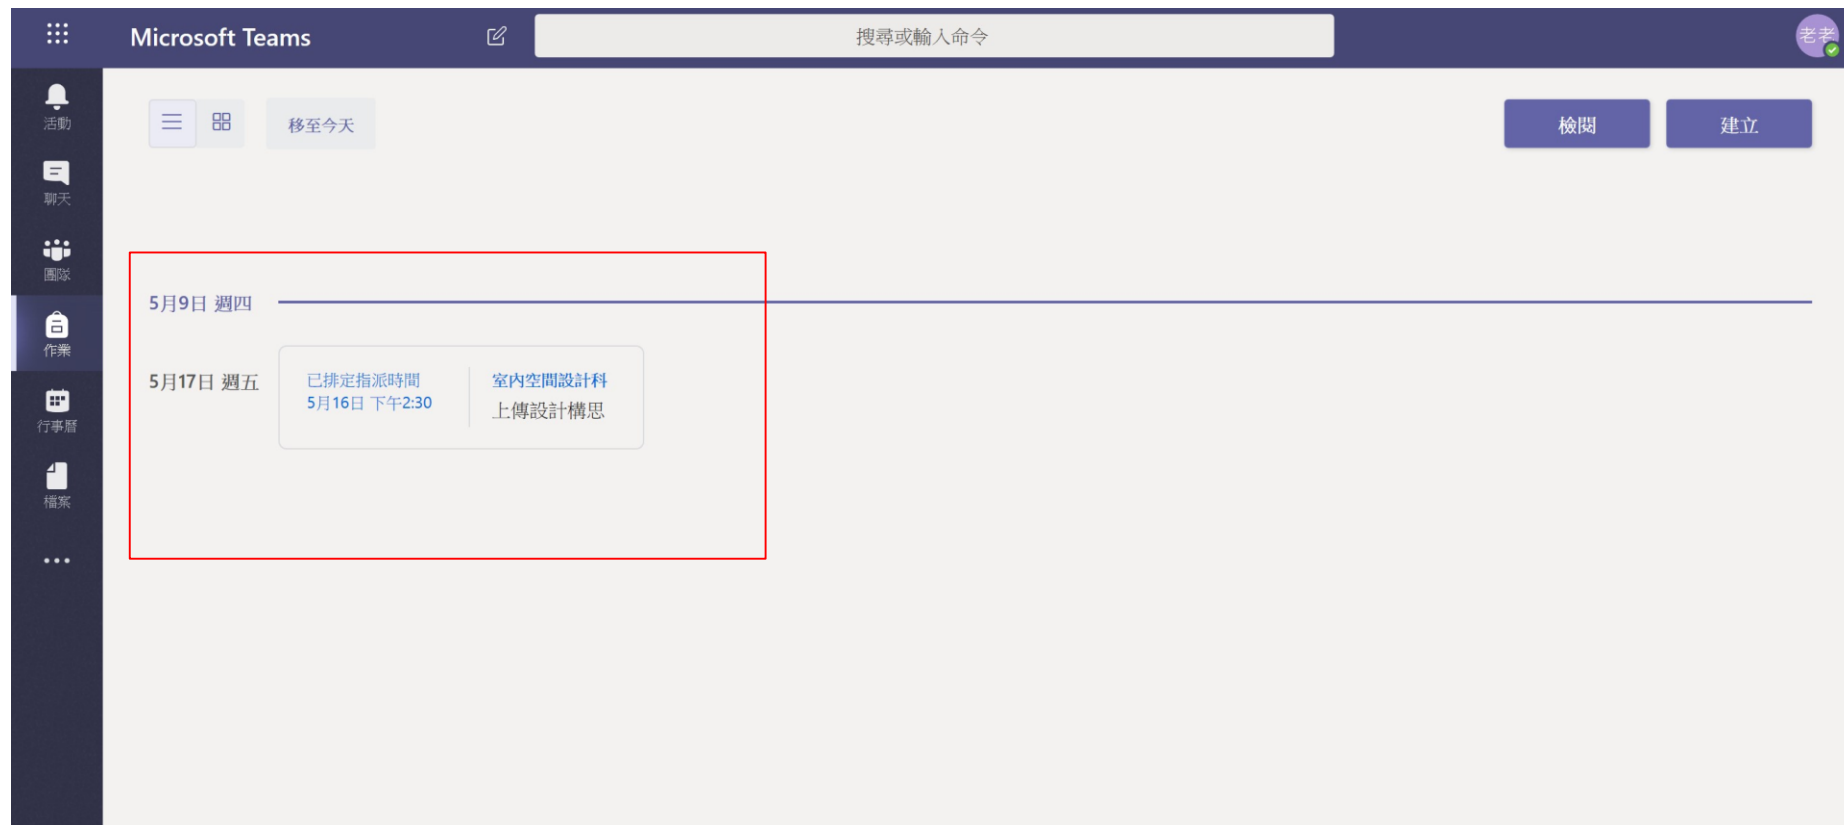 Microsoft Teams
搜尋或輸入命令
老老
活動
聊天
團隊
作業
行事曆
檔案
移至今天
檢閱
建立
5月9日 週四
5月17日 週五
已排定指派時間
5月16日 下午2:30
室內空間設計科
上傳設計構思